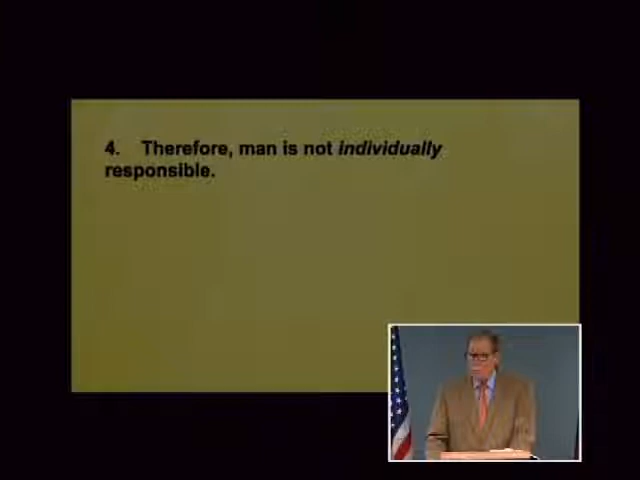 4. Therefore, man is not individually
responsible.